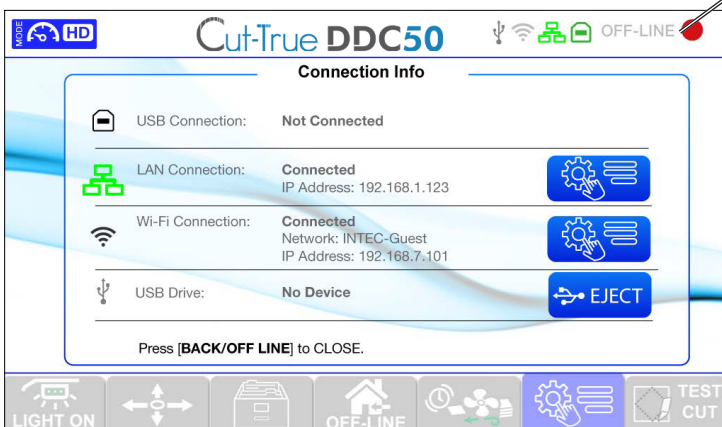 MODE
HD
Cut-True DDC50
OFF-LINE
Connection Info
USB Connection: Not Connected
LAN Connection: Connected
IP Address: 192.168.1.123
Wi-Fi Connection: Connected
Network: INTEC-Guest
IP Address: 192.168.7.101
USB Drive: No Device
EJECT
Press [BACK/OFF LINE] to CLOSE.
LIGHT ON
OFF-LINE
TEST
CUT